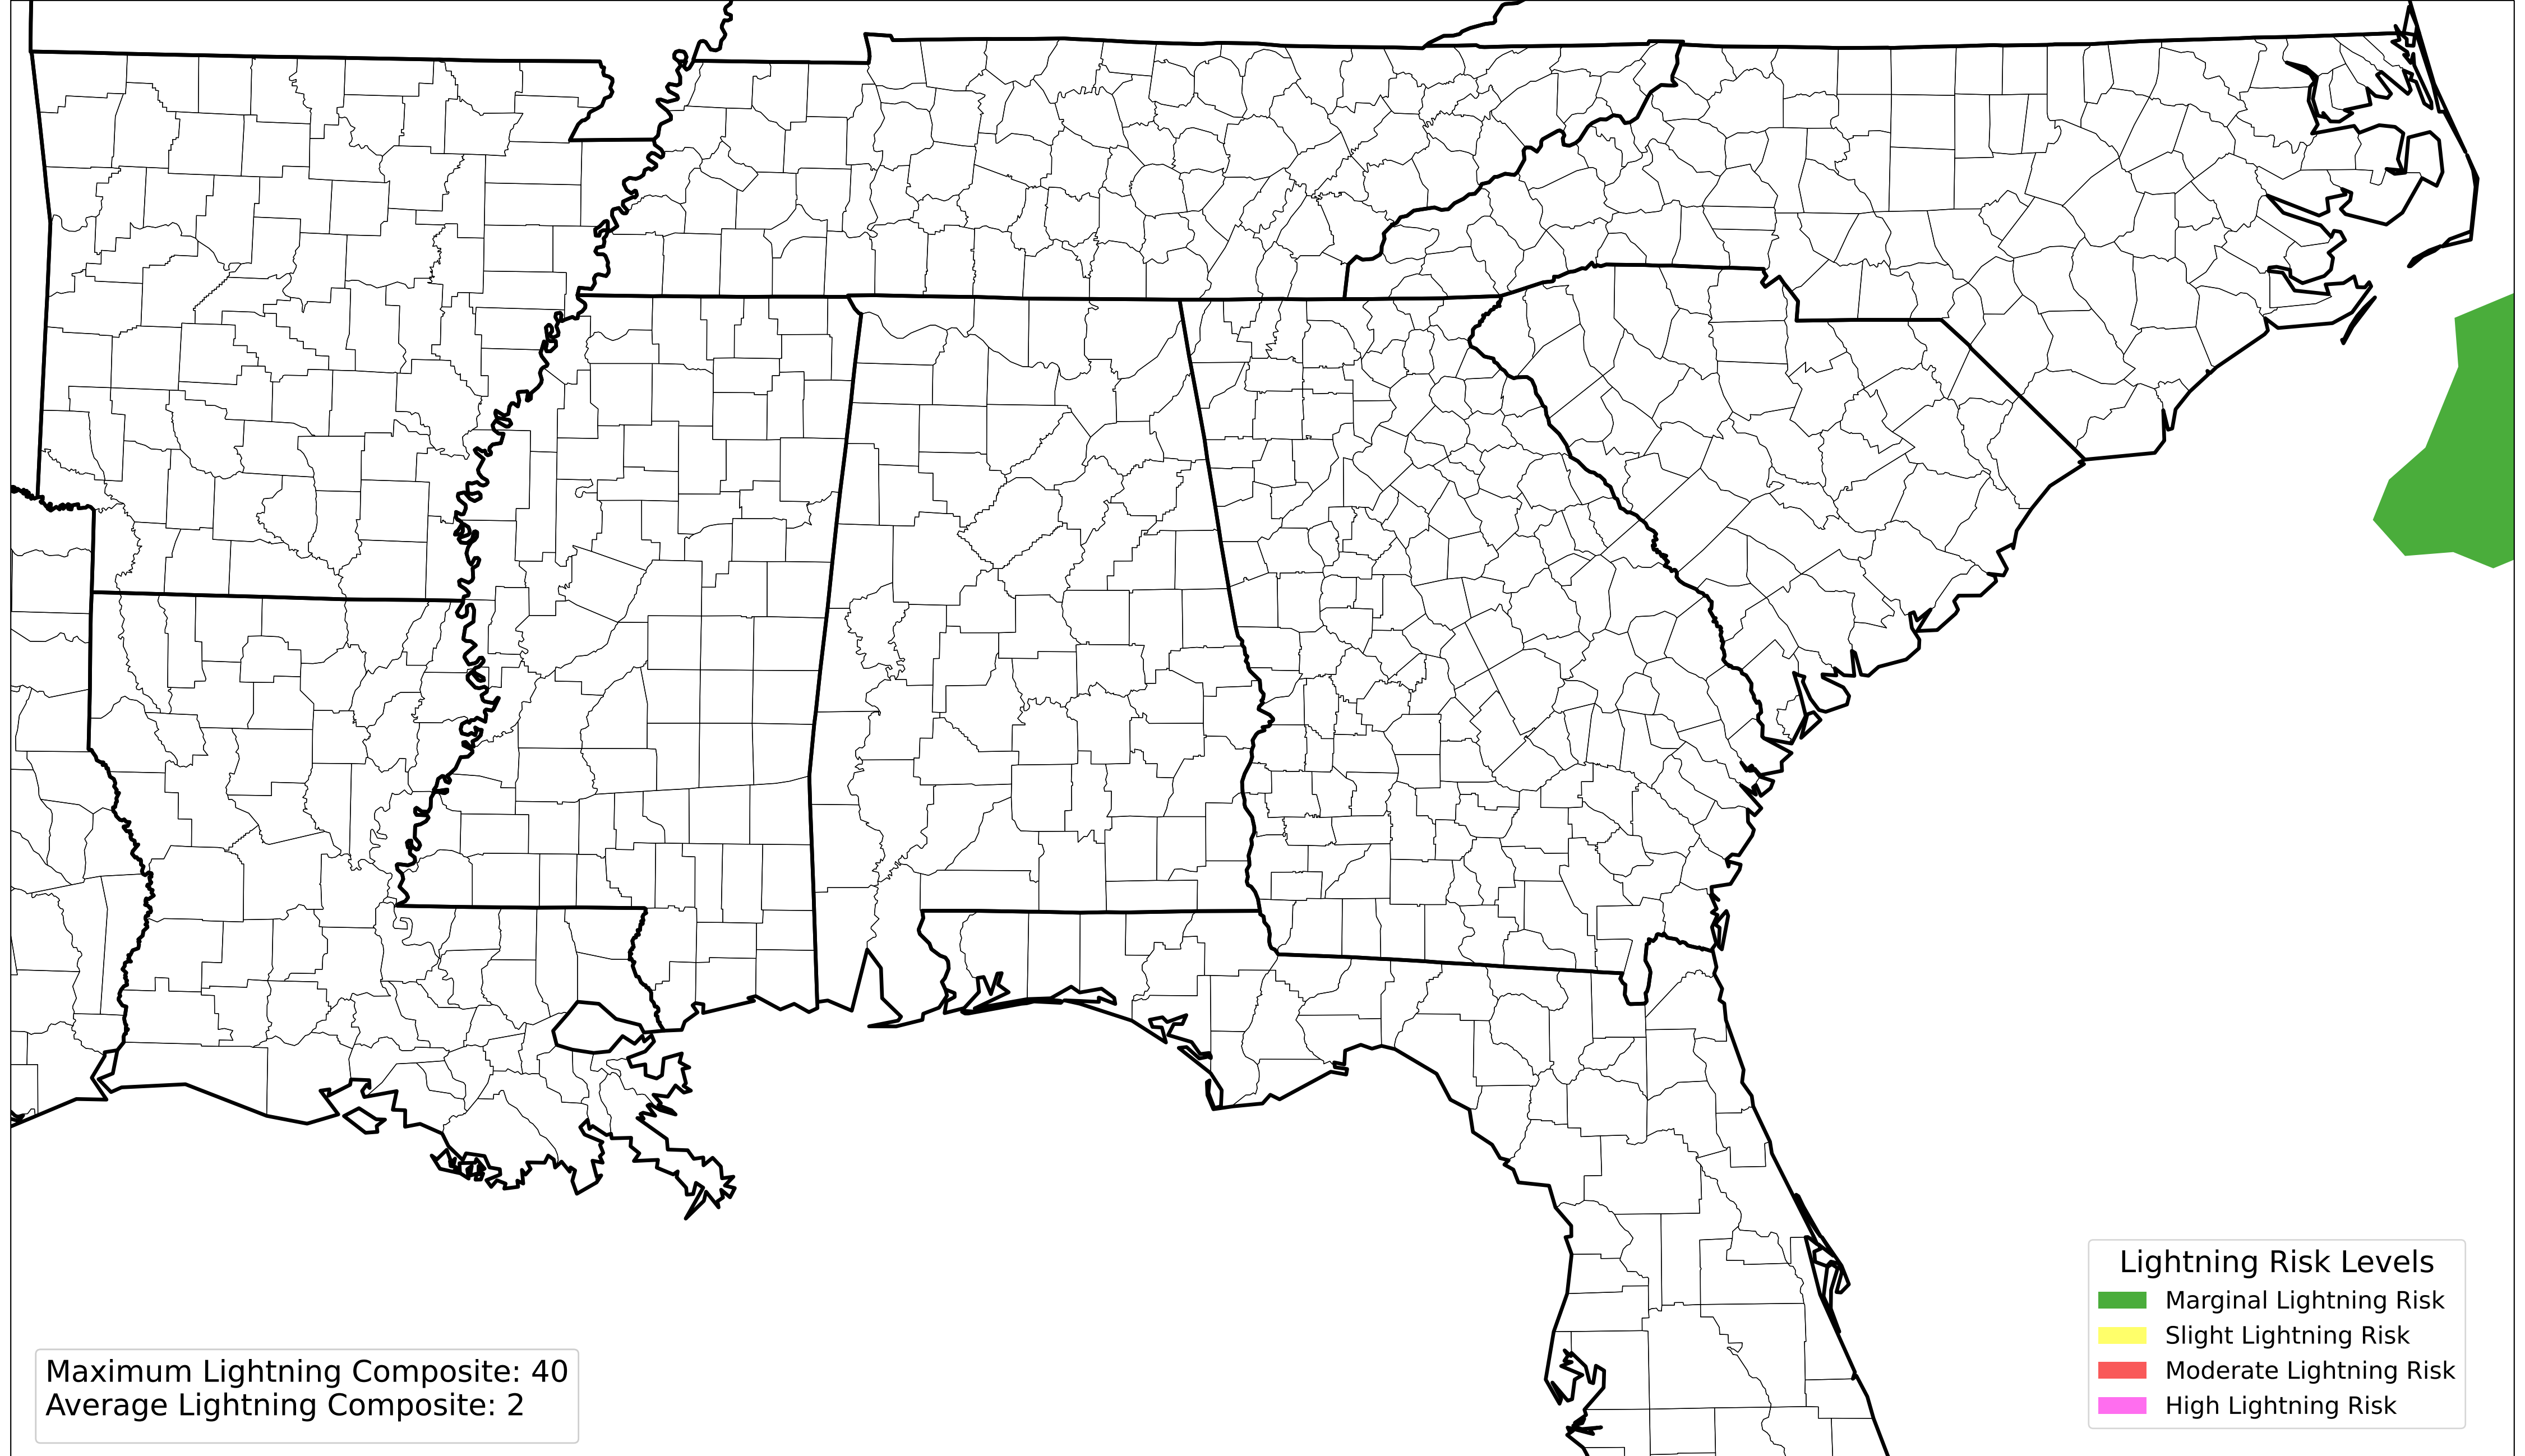 Lightning Risk Levels
Marginal Lightning Risk
Slight Lightning Risk
Moderate Lightning Risk
High Lightning Risk
Maximum Lightning Composite: 40
Average Lightning Composite: 2